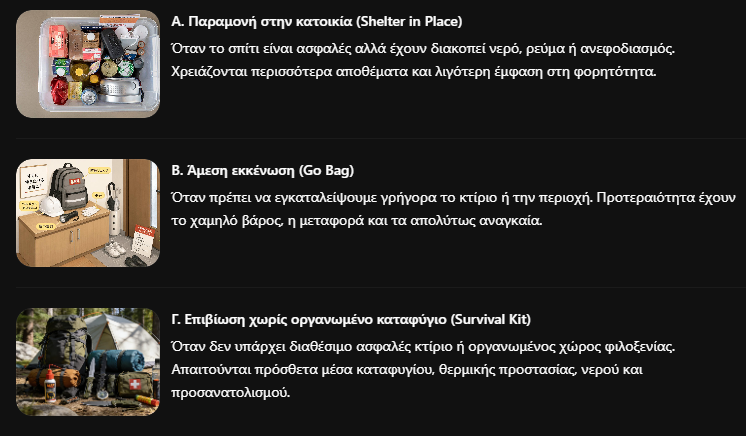 Α. Παραμονή στην κατοικία (Shelter in Place)
Όταν το σπίτι είναι ασφαλές αλλά έχουν διακοπεί νερό, ρεύμα ή ανεφοδιασμός.
Χρειάζονται περισσότερα αποθέματα και λιγότερη έμφαση στη φορητότητα.
Β. Άμεση εκκένωση (Go Bag)
Όταν πρέπει να εγκαταλείψουμε γρήγορα το κτίριο ή την περιοχή. Προτεραιότητα έχουν
το χαμηλό βάρος, η μεταφορά και τα απολύτως αναγκαία.
Γ. Επιβίωση χωρίς οργανωμένο καταφύγιο (Survival Kit)
Όταν δεν υπάρχει διαθέσιμο ασφαλές κτίριο ή οργανωμένος χώρος φιλοξενίας.
Απαιτούνται πρόσθετα μέσα καταφυγίου, θερμικής προστασίας, νερού και
προσανατολισμού.